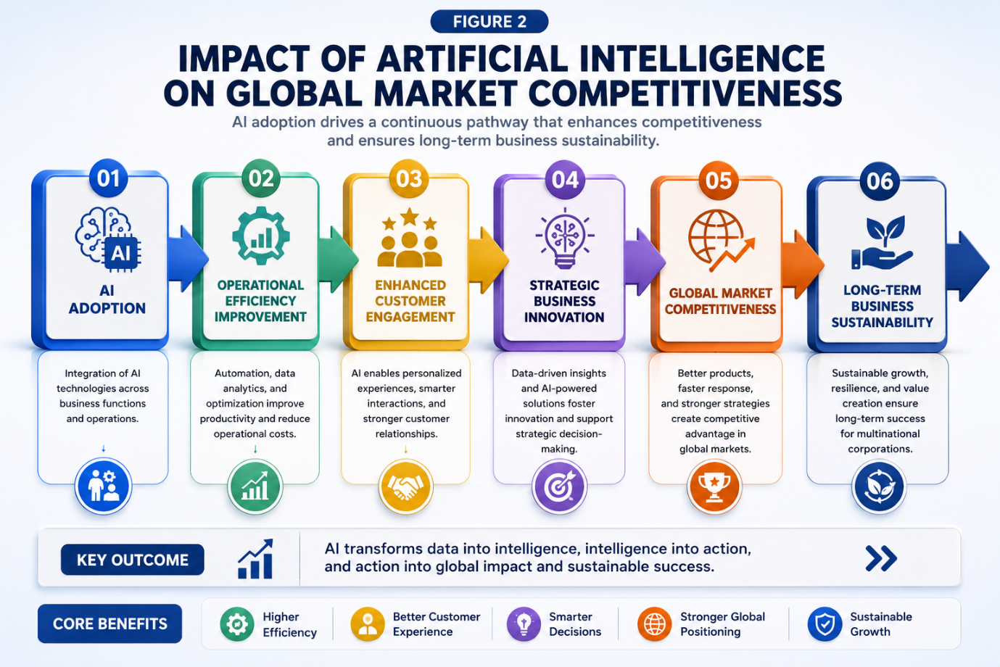 FIGURE 2
IMPACT OF ARTIFICIAL INTELLIGENCE
ON GLOBAL MARKET COMPETITIVENESS
AI adoption drives a continuous pathway that enhances competitiveness
and ensures long-term business sustainability.
01
AI
AI
ADOPTION
Integration of AI
technologies across
business functions
and operations.
02
OPERATIONAL
EFFICIENCY
IMPROVEMENT
Automation, data
analytics, and
optimization improve
productivity and reduce
operational costs.
03
ENHANCED
CUSTOMER
ENGAGEMENT
AI enables personalized
experiences, smarter
interactions, and
stronger customer
relationships.
04
STRATEGIC
BUSINESS
INNOVATION
Data-driven insights
and AI-powered
solutions foster
innovation and support
strategic decision-
making.
05
GLOBAL MARKET
COMPETITIVENESS
Better products,
faster response,
and stronger strategies
create competitive
advantage in
global markets.
06
LONG-TERM
BUSINESS
SUSTAINABILITY
Sustainable growth,
resilience, and value
creation ensure
long-term success
for multinational
corporations.
KEY OUTCOME
AI transforms data into intelligence, intelligence into action,
and action into global impact and sustainable success.
CORE BENEFITS
Higher
Efficiency
Better Customer
Experience
Smarter
Decisions
Stronger Global
Positioning
Sustainable
Growth